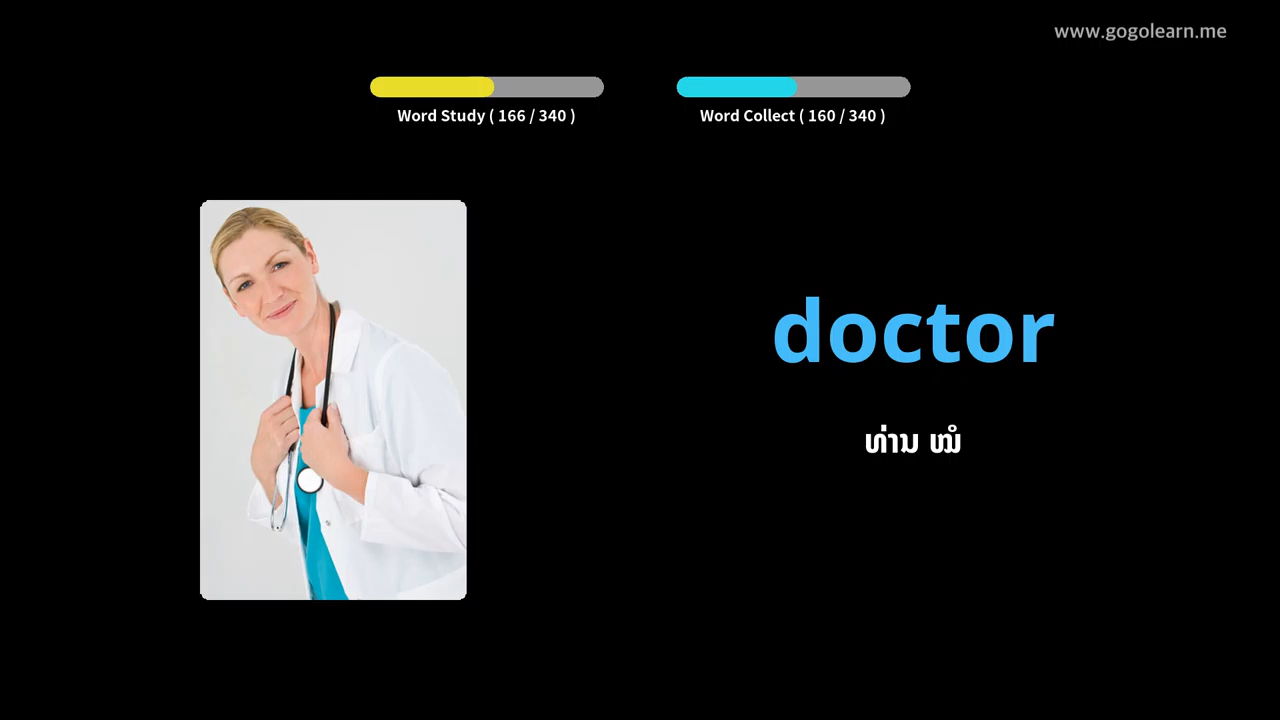 www.gogolearn.me
Word Study ( 166 / 340 )
Word Collect ( 160 / 340 )
doctor
ທ່ານ ໝໍ